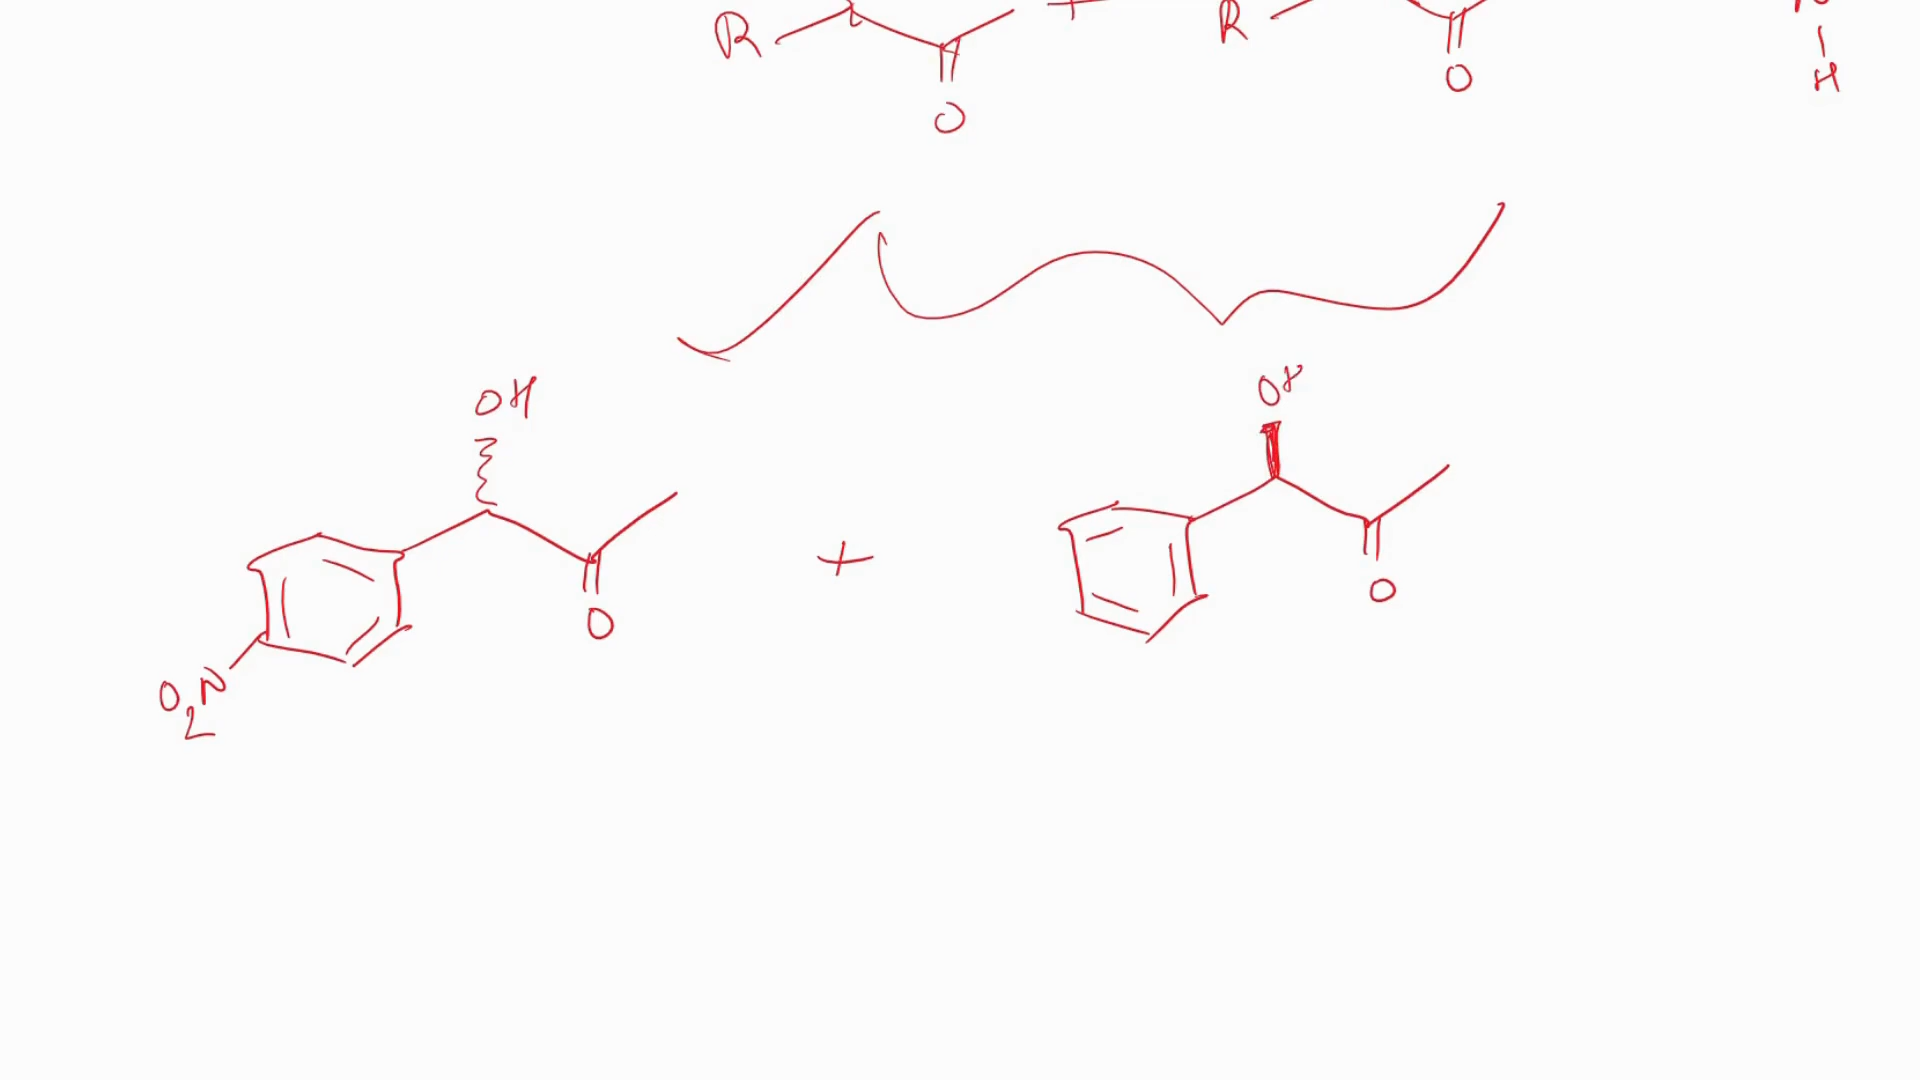 R + R N
O O H
OH OH
+
O O
O2N